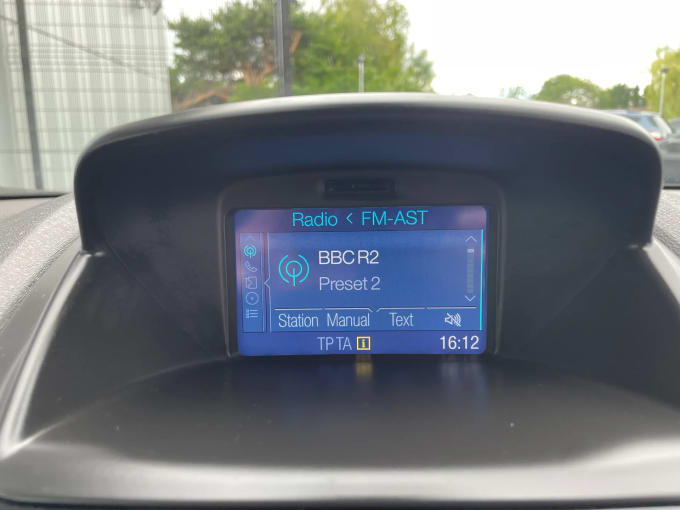 Radio < FM-AST
BBC R2
Preset 2
Station Manual Text
TP TA i 16:12